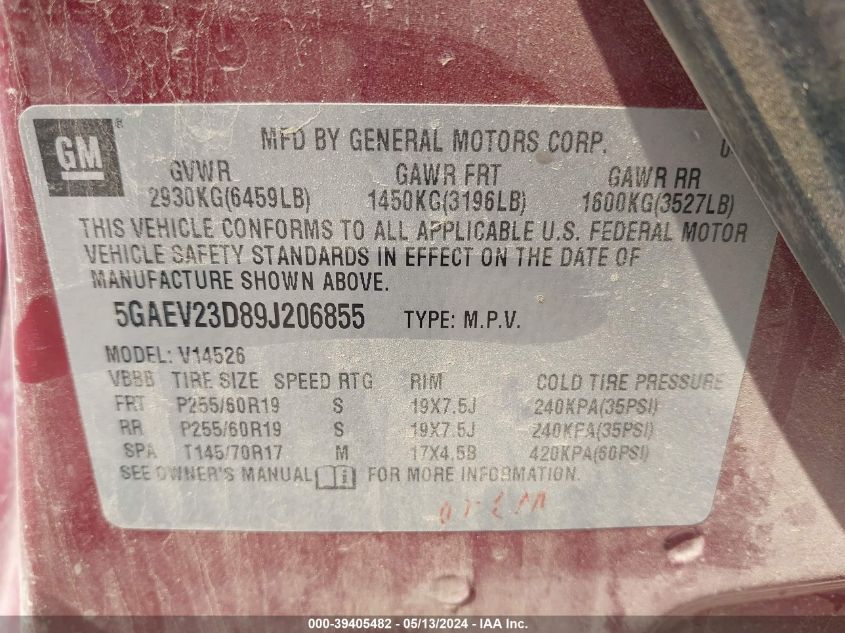 GM ®
MFD BY GENERAL MOTORS CORP. 0
GVWR GAWR FRT GAWR RR
2930KG(6459LB) 1450KG(3196LB) 1600KG(3527LB)
THIS VEHICLE CONFORMS TO ALL APPLICABLE U.S. FEDERAL MOTOR
VEHICLE SAFETY STANDARDS IN EFFECT ON THE DATE OF
MANUFACTURE SHOWN ABOVE.
5GAEV23D89J206855 TYPE: M.P.V.
MODEL: V14526
VBBB TIRE SIZE SPEED RTG RIM COLD TIRE PRESSURE
FRT P255/60R19 S 19X7.5J 240KPA(35PSI)
RR P255/60R19 S 19X7.5J 240KPA(35PSI)
SPA T145/70R17 M 17X4.5B 420KPA(60PSI)
SEE OWNER'S MANUAL i FOR MORE INFORMATION.
000-39405482 - 05/13/2024 - IAA Inc.